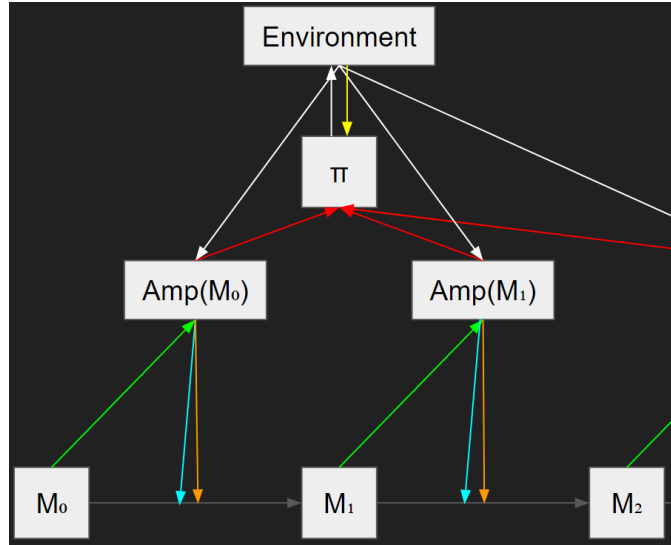 Environment
π
Amp(M₀)
Amp(M₁)
M₀
M₁
M₂